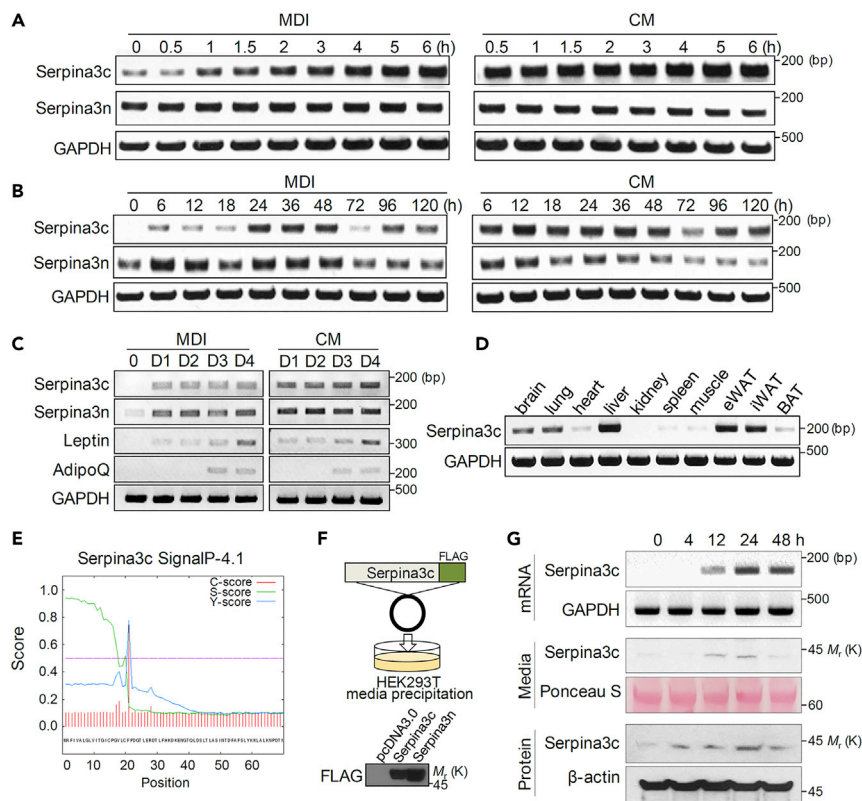 A
MDI
CM
0 0.5 1 1.5 2 3 4 5 6 (h)
0.5 1 1.5 2 3 4 5 6 (h)
Serpina3c
200 (bp)
Serpina3n
200
GAPDH
500
B
MDI
CM
0 6 12 18 24 36 48 72 96 120 (h)
6 12 18 24 36 48 72 96 120 (h)
Serpina3c
200 (bp)
Serpina3n
200
GAPDH
500
C
MDI
CM
0 D1 D2 D3 D4
D1 D2 D3 D4
Serpina3c
200 (bp)
Serpina3n
200
Leptin
300
AdipoQ
200
GAPDH
500
D
brain lung heart liver kidney spleen muscle eWAT iWAT BAT
Serpina3c
200 (bp)
GAPDH
500
E
Serpina3c SignalP-4.1
C-score
S-score
Y-score
Score
1.0
0.8
0.6
0.4
0.2
0.0
0 10 20 30 40 50 60
Position
F
FLAG
Serpina3c
HEK293T
media precipitation
pcDNA3.0 Serpina3c Serpina3n
FLAG
Mr (K)
45
G
0 4 12 24 48 h
mRNA
Serpina3c
200 (bp)
GAPDH
500
Media
Serpina3c
45 Mr (K)
Ponceau S
60
Protein
Serpina3c
45 Mr (K)
β-actin
45